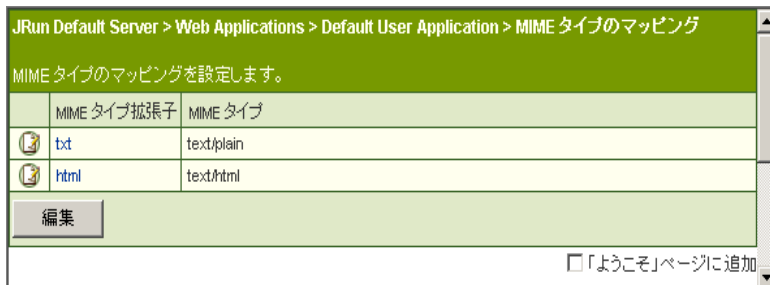 JRun Default Server > Web Applications > Default User Application > MIME タイプのマッピング
MIME タイプのマッピングを設定します。
MIME タイプ拡張子 MIME タイプ
txt text/plain
html text/html
編集
「ようこそ」ページに追加